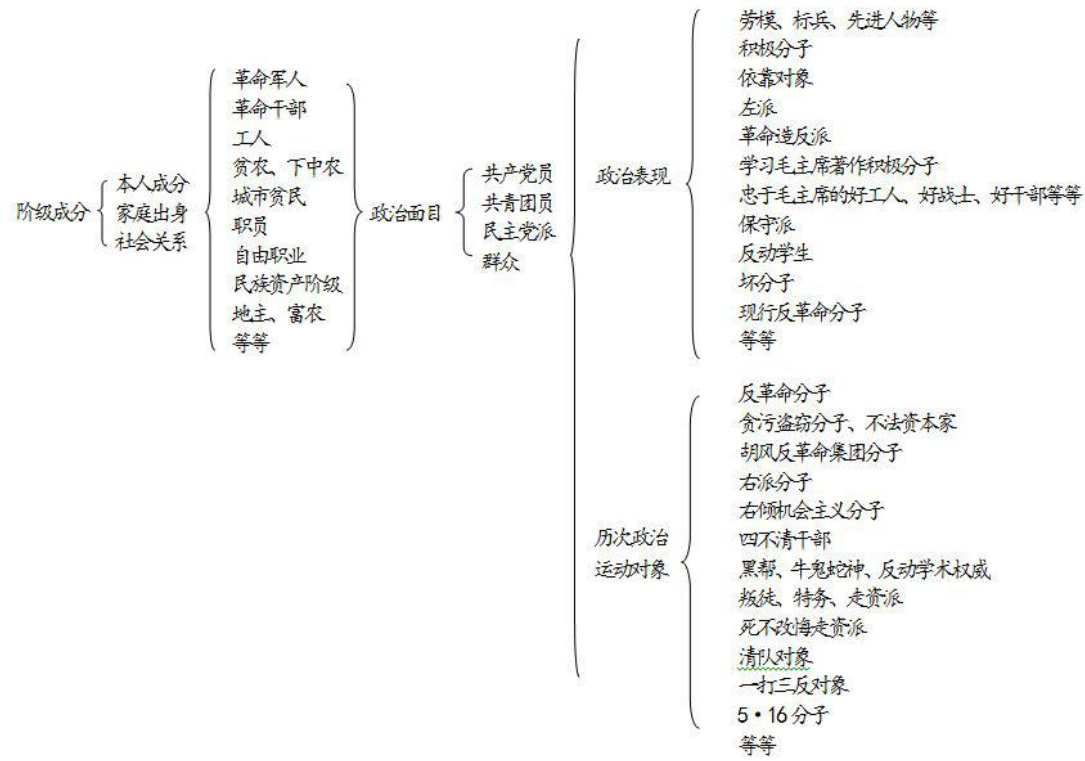 阶级成分
本人成分
家庭出身
社会关系
革命军人
革命干部
工人
贫农、下中农
城市贫民
职员
自由职业
民族资产阶级
地主、富农
等等
政治面目
共产党员
共青团员
民主党派
群众
政治表现
劳模、标兵、先进人物等
积极分子
依靠对象
左派
革命造反派
学习毛主席著作积极分子
忠于毛主席的好工人、好战士、好干部等等
保守派
反动学生
坏分子
现行反革命分子
等等
历次政治
运动对象
反革命分子
贪污盗窃分子、不法资本家
胡风反革命集团分子
右派分子
右倾机会主义分子
四不清干部
黑帮、牛鬼蛇神、反动学术权威
叛徒、特务、走资派
死不改悔走资派
清队对象
一打三反对象
5·16分子
等等